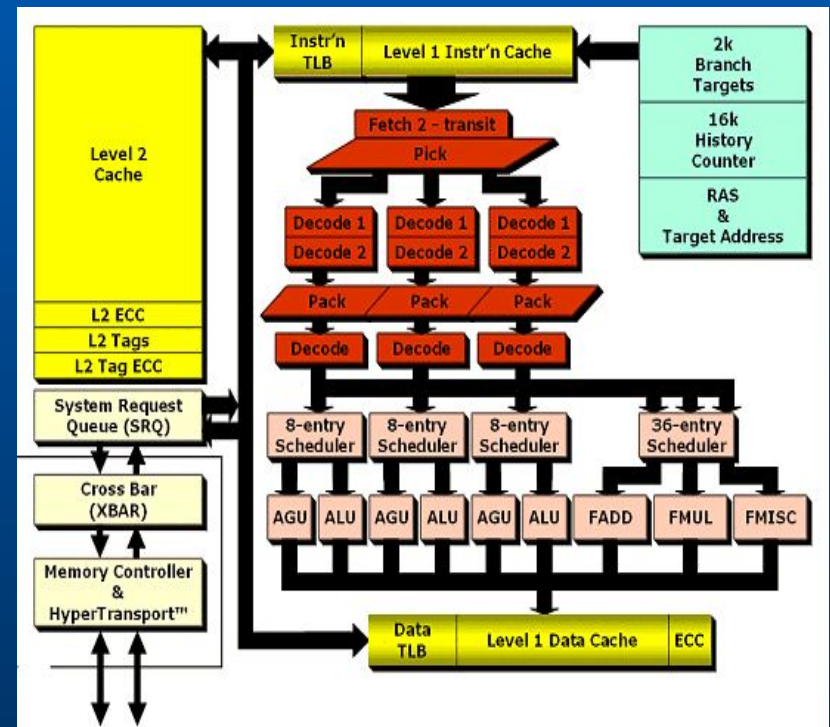 Level 2
Cache
L2 ECC
L2 Tags
L2 Tag ECC
System Request
Queue (SRQ)
Cross Bar
(XBAR)
Memory Controller
&
HyperTransport™
Instr'n
TLB
Level 1 Instr'n Cache
2k
Branch
Targets
16k
History
Counter
RAS
&
Target Address
Fetch 2 - transit
Pick
Decode 1 Decode 1 Decode 1
Decode 2 Decode 2 Decode 2
Pack Pack Pack
Decode Decode Decode
8-entry
Scheduler
8-entry
Scheduler
8-entry
Scheduler
36-entry
Scheduler
AGU ALU AGU ALU AGU ALU FADD FMUL FMISC
Data
TLB
Level 1 Data Cache
ECC